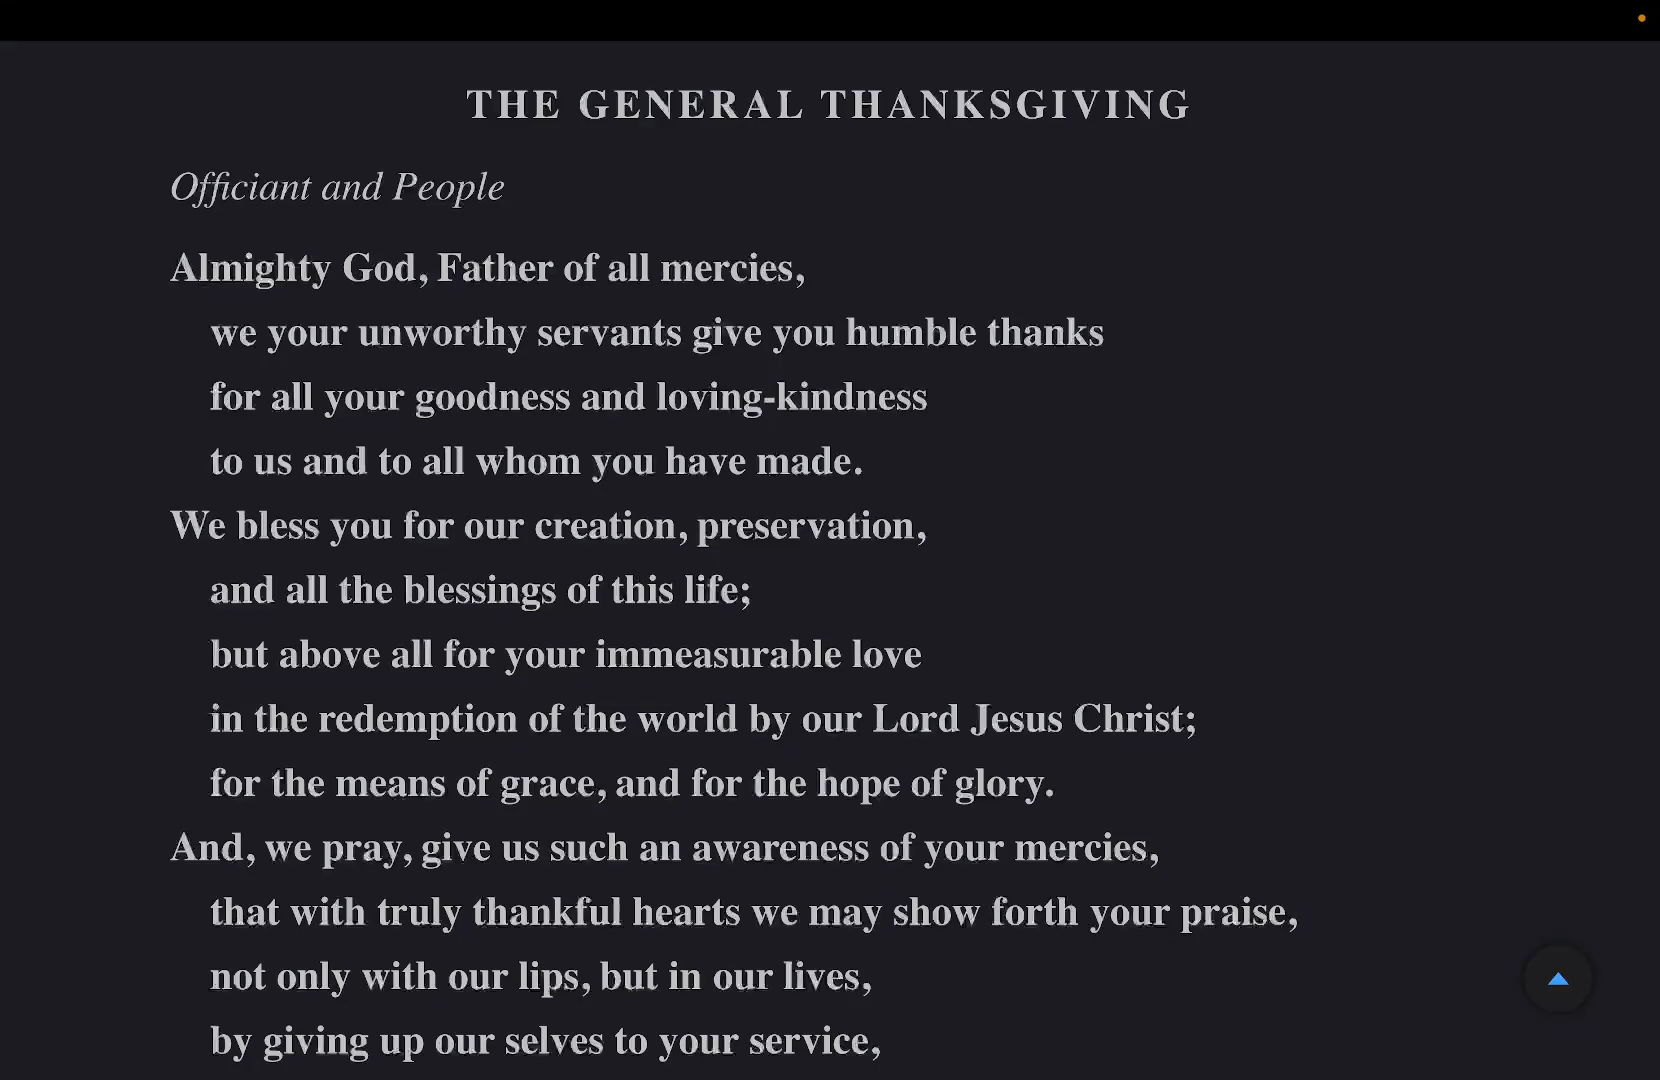 THE GENERAL THANKSGIVING
Officiant and People
Almighty God, Father of all mercies,
we your unworthy servants give you humble thanks
for all your goodness and loving-kindness
to us and to all whom you have made.
We bless you for our creation, preservation,
and all the blessings of this life;
but above all for your immeasurable love
in the redemption of the world by our Lord Jesus Christ;
for the means of grace, and for the hope of glory.
And, we pray, give us such an awareness of your mercies,
that with truly thankful hearts we may show forth your praise,
not only with our lips, but in our lives,
by giving up our selves to your service,